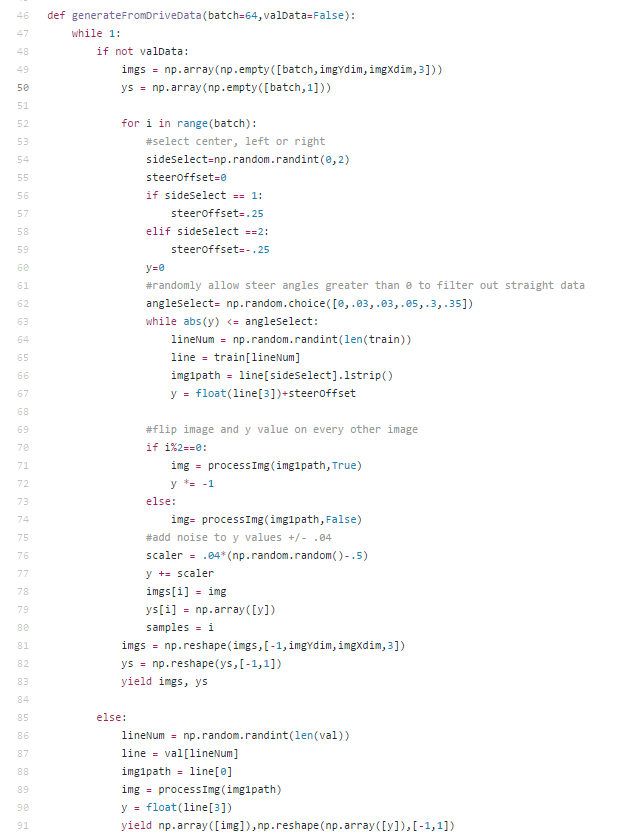 46 def generateFromDriveData(batch=64,valData=False):
47     while 1:
48         if not valData:
49             imgs = np.array(np.empty([batch,imgYdim,imgXdim,3]))
50             ys = np.array(np.empty([batch,1]))
51
52             for i in range(batch):
53                 #select center, left or right
54                 sideSelect=np.random.randint(0,2)
55                 steerOffset=0
56                 if sideSelect == 1:
57                     steerOffset=.25
58                 elif sideSelect ==2:
59                     steerOffset=-.25
60                 y=0
61                 #randomly allow steer angles greater than 0 to filter out straight data
62                 angleSelect= np.random.choice([0,.03,.03,.05,.3,.35])
63                 while abs(y) <= angleSelect:
64                     lineNum = np.random.randint(len(train))
65                     line = train[lineNum]
66                     img1path = line[sideSelect].lstrip()
67                     y = float(line[3])+steerOffset
68
69                 #flip image and y value on every other image
70                 if i%2==0:
71                     img = processImg(img1path,True)
72                     y *= -1
73                 else:
74                     img= processImg(img1path,False)
75                 #add noise to y values +/- .04
76                 scaler = .04*(np.random.random()-.5)
77                 y += scaler
78                 imgs[i] = img
79                 ys[i] = np.array([y])
80                 samples = i
81             imgs = np.reshape(imgs,[-1,imgYdim,imgXdim,3])
82             ys = np.reshape(ys,[-1,1])
83             yield imgs, ys
84
85         else:
86             lineNum = np.random.randint(len(val))
87             line = val[lineNum]
88             img1path = line[0]
89             img = processImg(img1path)
90             y = float(line[3])
91             yield np.array([img]),np.reshape(np.array([y]),[-1,1])